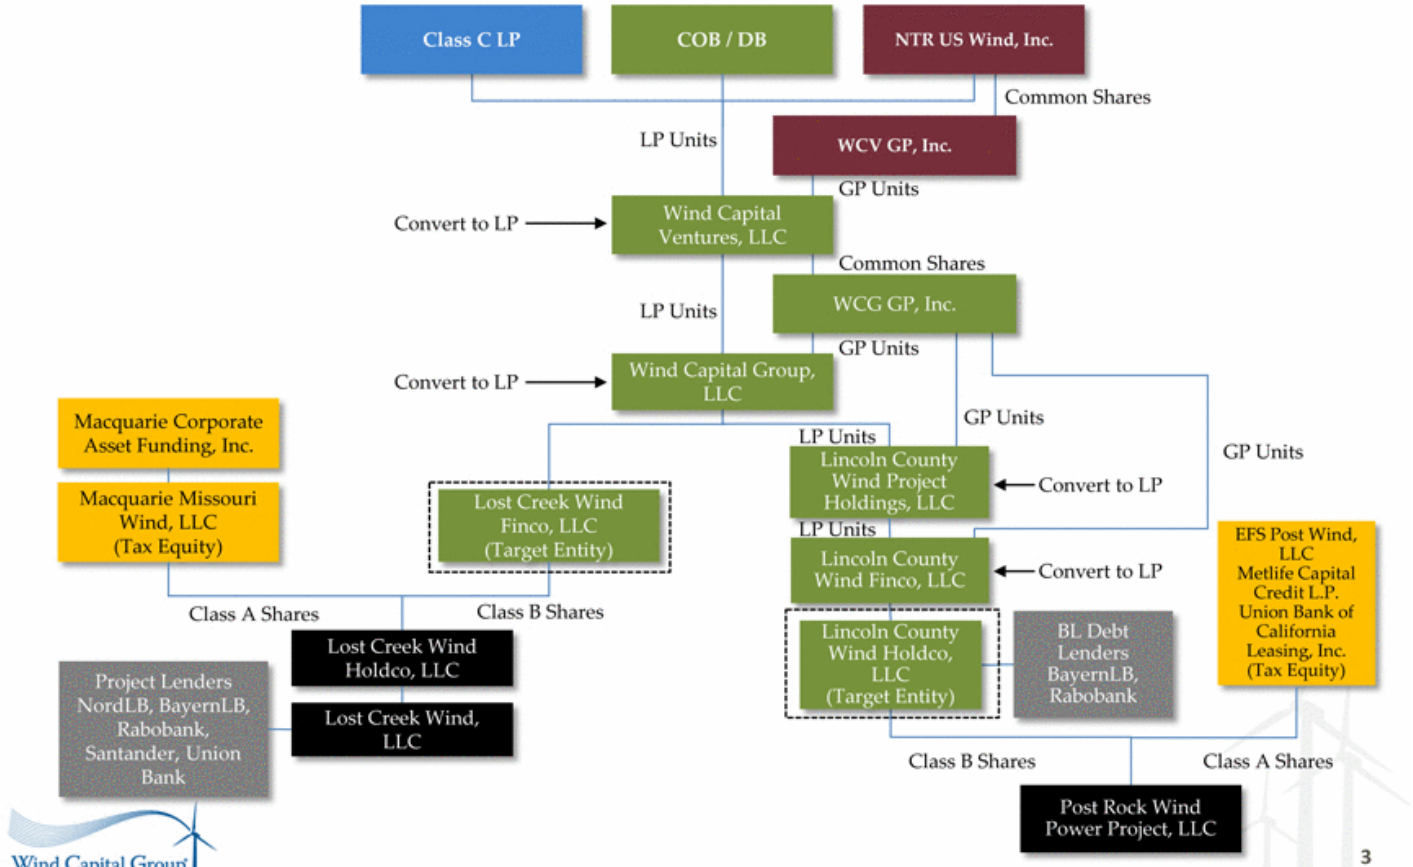 Class C LP
COB / DB
NTR US Wind, Inc.
Common Shares
LP Units
WCV GP, Inc.
GP Units
Convert to LP
Wind Capital
Ventures, LLC
Common Shares
LP Units
WCG GP, Inc.
GP Units
Convert to LP
Wind Capital Group,
LLC
Macquarie Corporate
Asset Funding, Inc.
GP Units
LP Units
GP Units
Lincoln County
Wind Project
Holdings, LLC
Convert to LP
Macquarie Missouri
Wind, LLC
(Tax Equity)
Lost Creek Wind
Finco, LLC
(Target Entity)
LP Units
Lincoln County
Wind Finco, LLC
Convert to LP
EFS Post Wind,
LLC
Metlife Capital
Credit L.P.
Union Bank of
California
Leasing, Inc.
(Tax Equity)
Class A Shares
Class B Shares
Lost Creek Wind
Holdco, LLC
Lincoln County
Wind Holdco,
LLC
(Target Entity)
BL Debt
Lenders
BayernLB,
Rabobank
Project Lenders
NordLB, BayernLB,
Rabobank,
Santander, Union
Bank
Lost Creek Wind,
LLC
Class B Shares
Class A Shares
Post Rock Wind
Power Project, LLC
Wind Capital Group
3